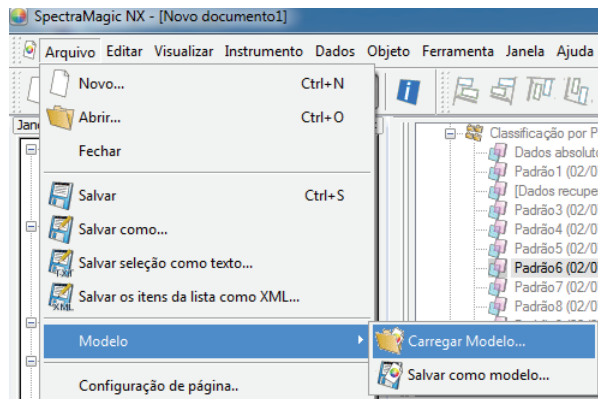 SpectraMagic NX - [Novo documento1]
Arquivo Editar Visualizar Instrumento Dados Objeto Ferramenta Janela Ajuda
Novo... Ctrl+N
Abrir... Ctrl+O
Fechar
Salvar Ctrl+S
Salvar como...
Salvar seleção como texto...
Salvar os itens da lista como XML...
Modelo
Configuração de página..
Carregar Modelo...
Salvar como modelo...
Classificação por P
Dados absoluto
Padrão1 (02/0
[Dados recupe
Padrão3 (02/0
Padrão4 (02/0
Padrão5 (02/0
Padrão6 (02/0
Padrão7 (02/0
Padrão8 (02/0